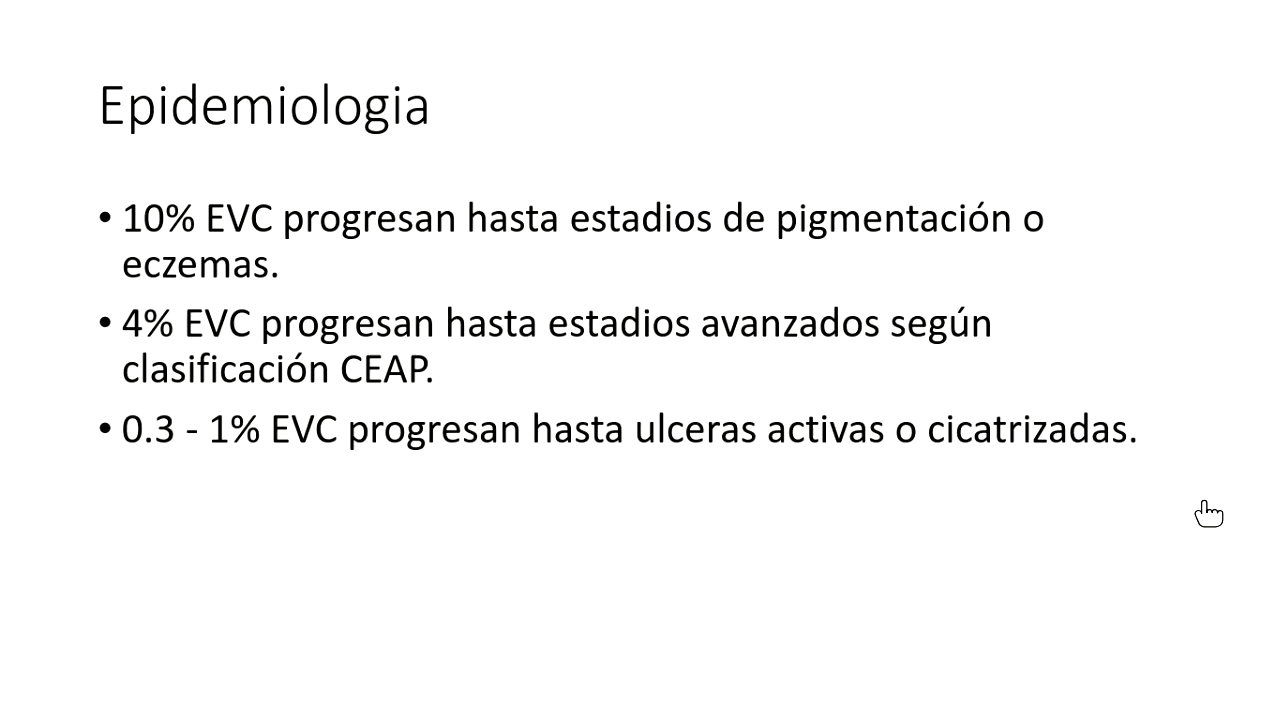 Epidemiologia
• 10% EVC progresan hasta estadios de pigmentación o
eczemas.
• 4% EVC progresan hasta estadios avanzados según
clasificación CEAP.
• 0.3 - 1% EVC progresan hasta ulceras activas o cicatrizadas.